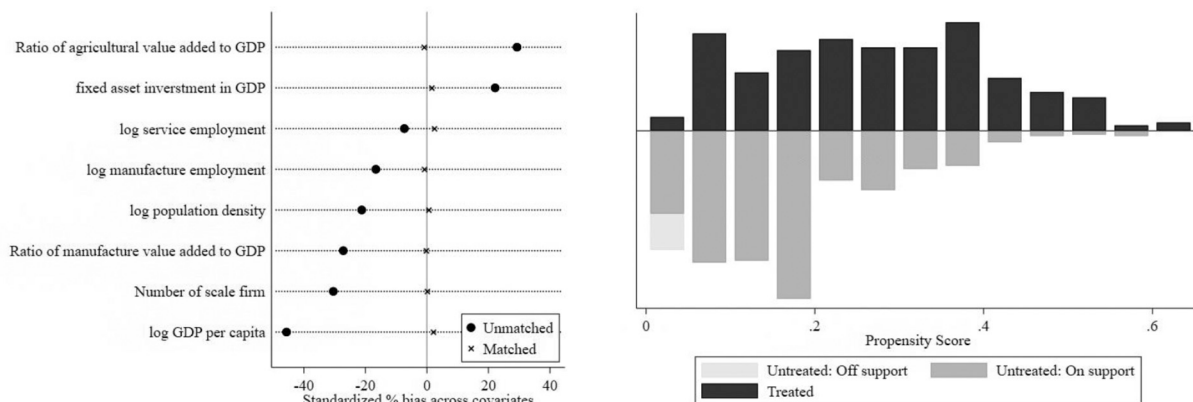 Ratio of agricultural value added to GDP
fixed asset inverstment in GDP
log service employment
log manufacture employment
log population density
Ratio of manufacture value added to GDP
Number of scale firm
log GDP per capita
Unmatched
Matched
-40 -20 0 20 40
Standardized % bias across covariates
0 .2 .4 .6
Propensity Score
Untreated: Off support Untreated: On support
Treated